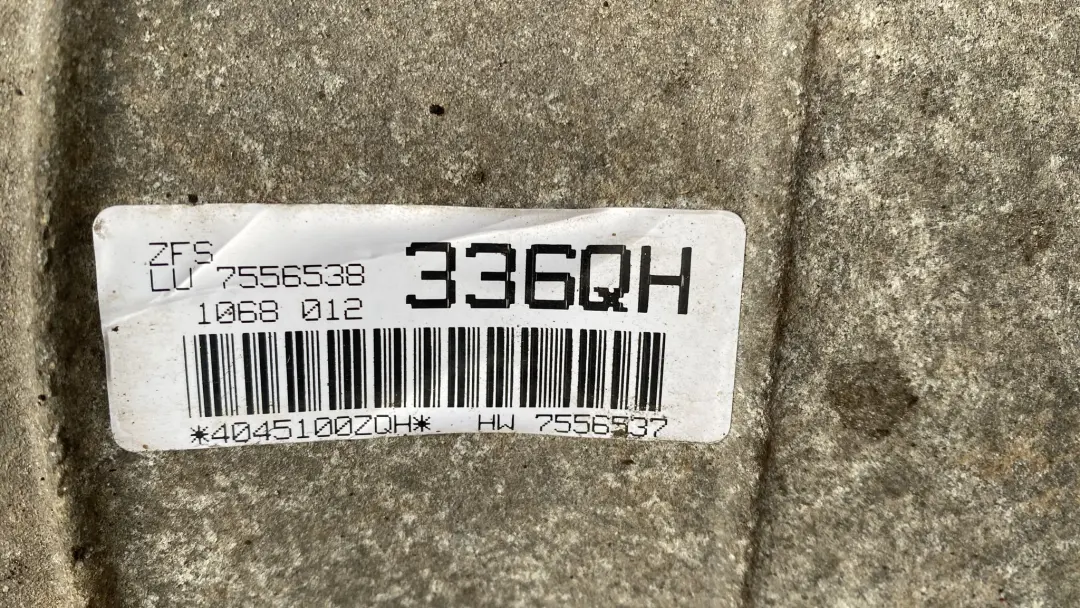 ZFS
LU 7556538
336QH
1068 012
*4045100ZQH* HW 7556537